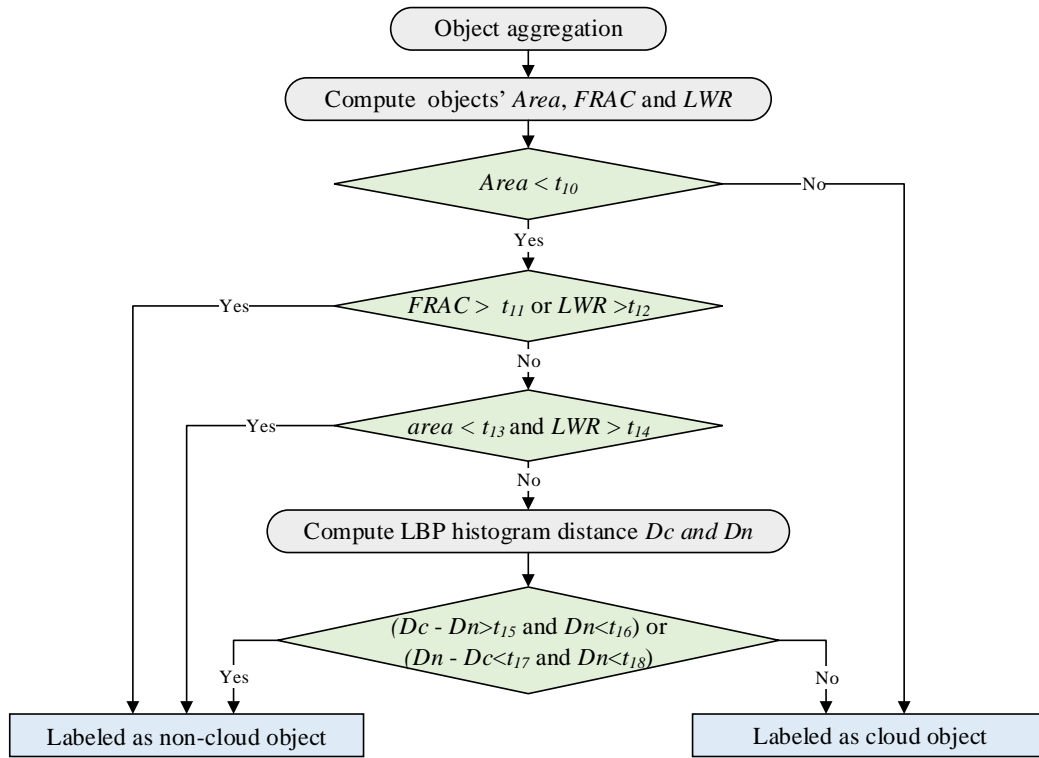 Object aggregation
Compute objects’ Area, FRAC and LWR
Area < t10
No
Yes
FRAC > t11 or LWR >t12
Yes
No
area < t13 and LWR > t14
Yes
No
Compute LBP histogram distance Dc and Dn
(Dc - Dn>t15 and Dn<t16) or
(Dn - Dc<t17 and Dn<t18)
Yes
No
Labeled as non-cloud object
Labeled as cloud object